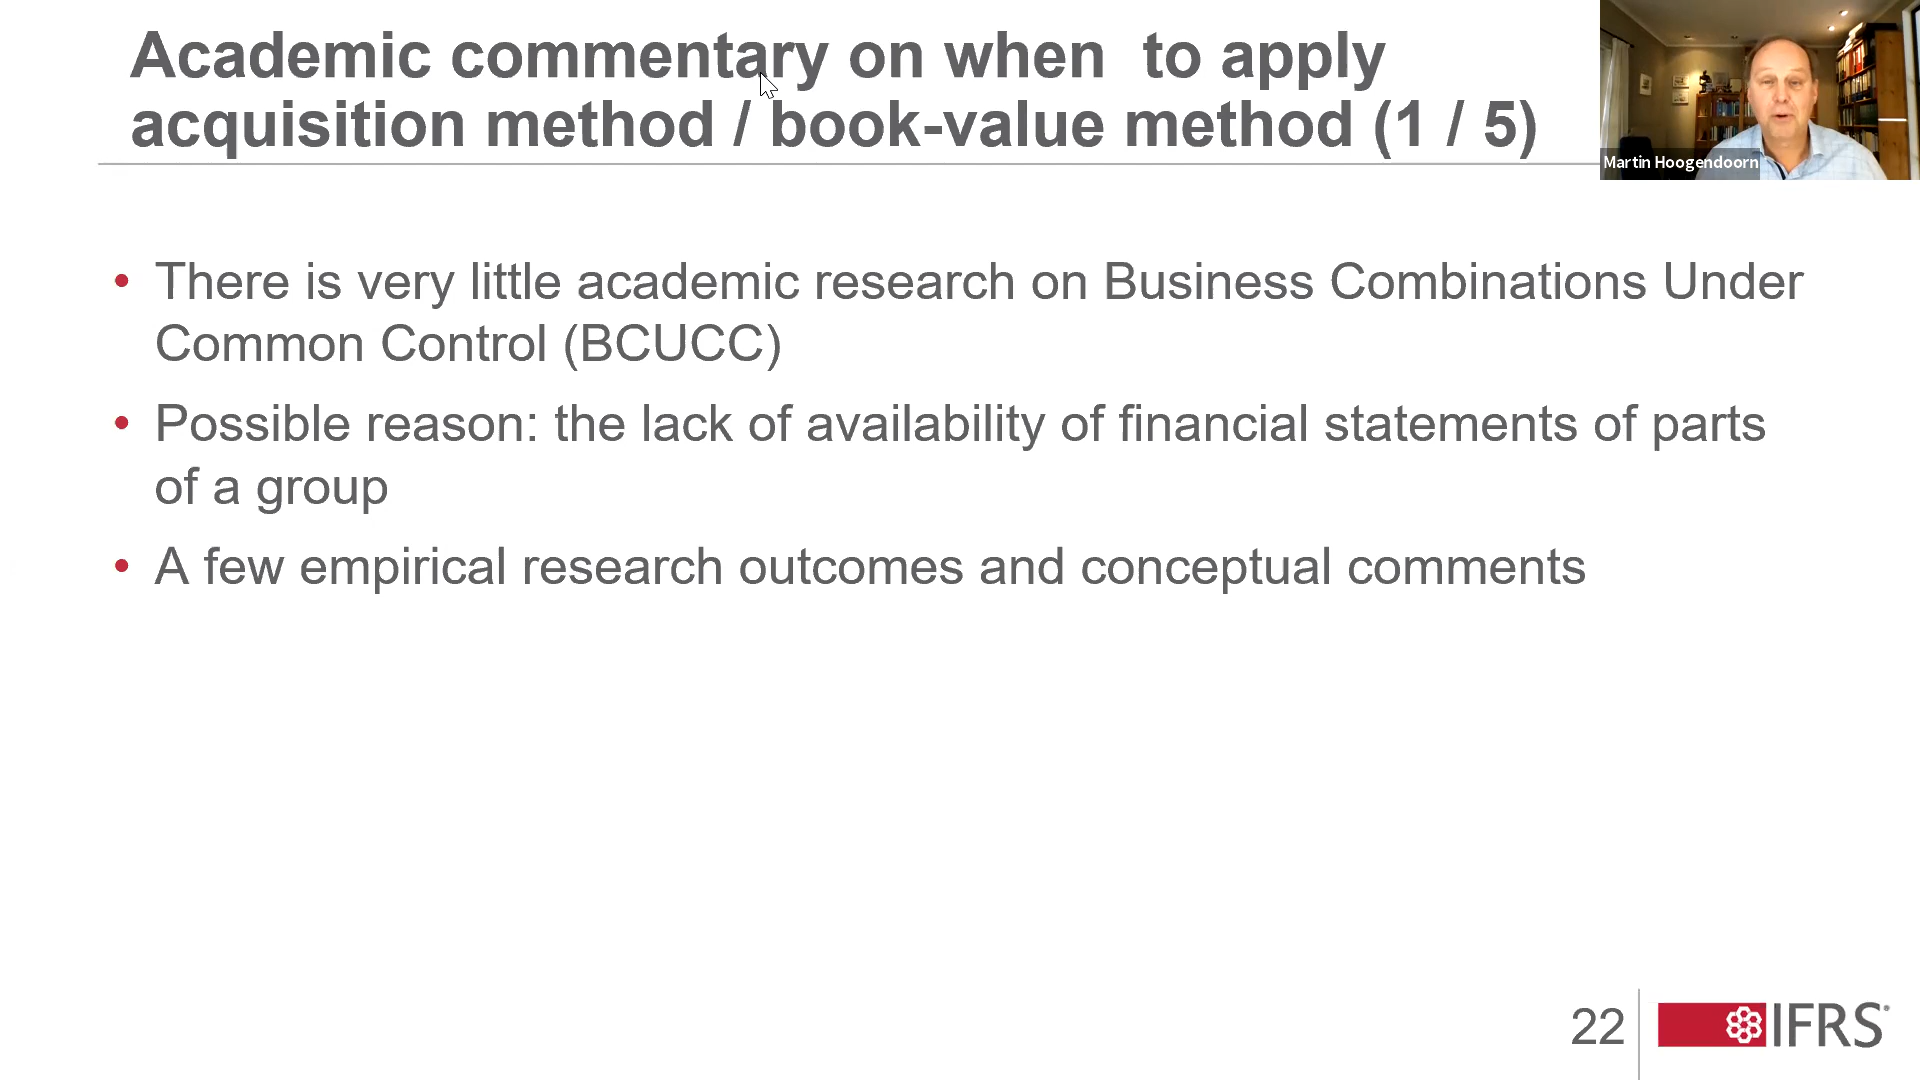 Academic commentary on when  to apply
acquisition method / book-value method (1 / 5)
Martin Hoogendoorn
• There is very little academic research on Business Combinations Under
Common Control (BCUCC)
• Possible reason: the lack of availability of financial statements of parts
of a group
• A few empirical research outcomes and conceptual comments
22
IFRS